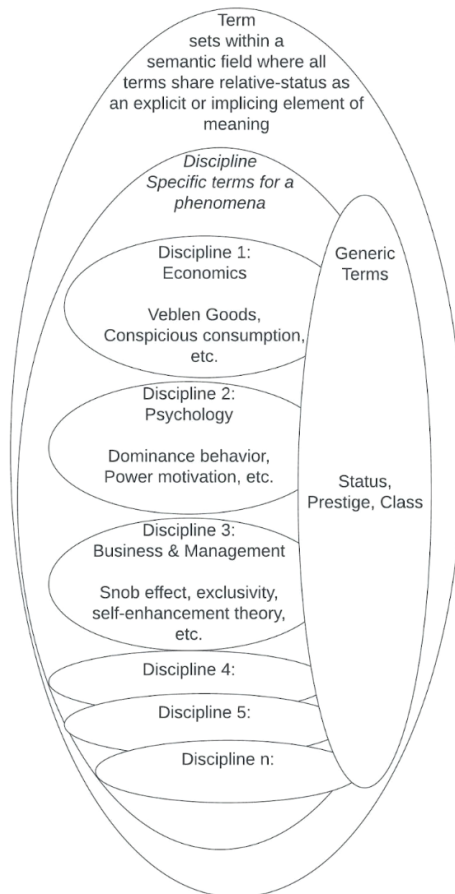 Term
sets within a
semantic field where all
terms share relative-status as
an explicit or implicing element of
meaning
Discipline
Specific terms for a
phenomena
Discipline 1:
Economics
Veblen Goods,
Conspicious consumption,
etc.
Discipline 2:
Psychology
Dominance behavior,
Power motivation, etc.
Discipline 3:
Business & Management
Snob effect, exclusivity,
self-enhancement theory,
etc.
Discipline 4:
Discipline 5:
Discipline n:
Generic
Terms
Status,
Prestige, Class